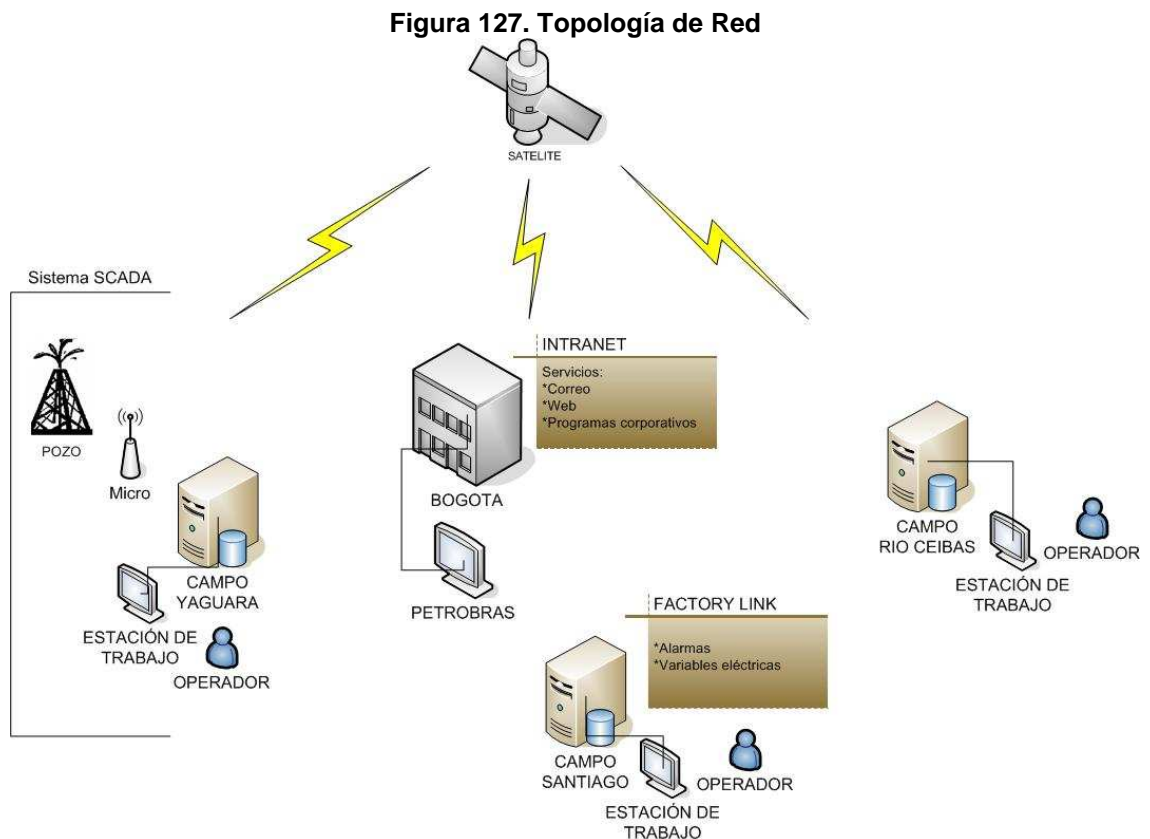 Figura 127. Topología de Red
SATELITE
Sistema SCADA
POZO
Micro
CAMPO
YAGUARA
ESTACIÓN DE
TRABAJO
OPERADOR
INTRANET
Servicios:
*Correo
*Web
*Programas corporativos
BOGOTA
PETROBRAS
FACTORY LINK
*Alarmas
*Variables eléctricas
CAMPO
SANTIAGO
OPERADOR
ESTACIÓN DE
TRABAJO
CAMPO
RIO CEIBAS
OPERADOR
ESTACIÓN DE
TRABAJO